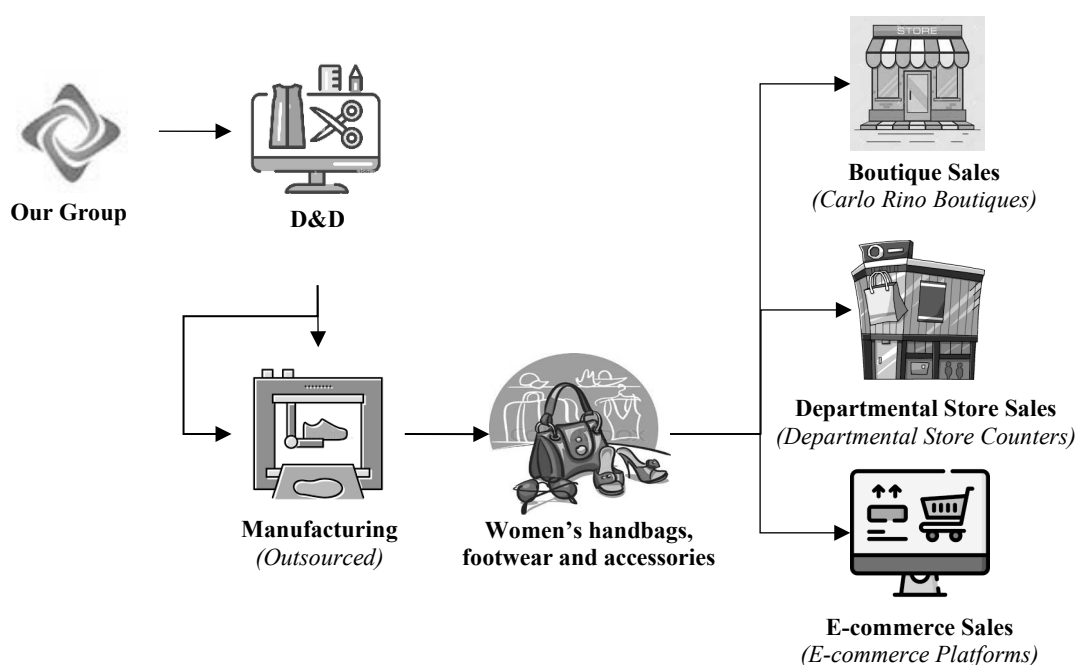 STORE
Our Group
D&D
Boutique Sales
(Carlo Rino Boutiques)
Departmental Store Sales
(Departmental Store Counters)
Manufacturing
(Outsourced)
Women’s handbags,
footwear and accessories
E-commerce Sales
(E-commerce Platforms)